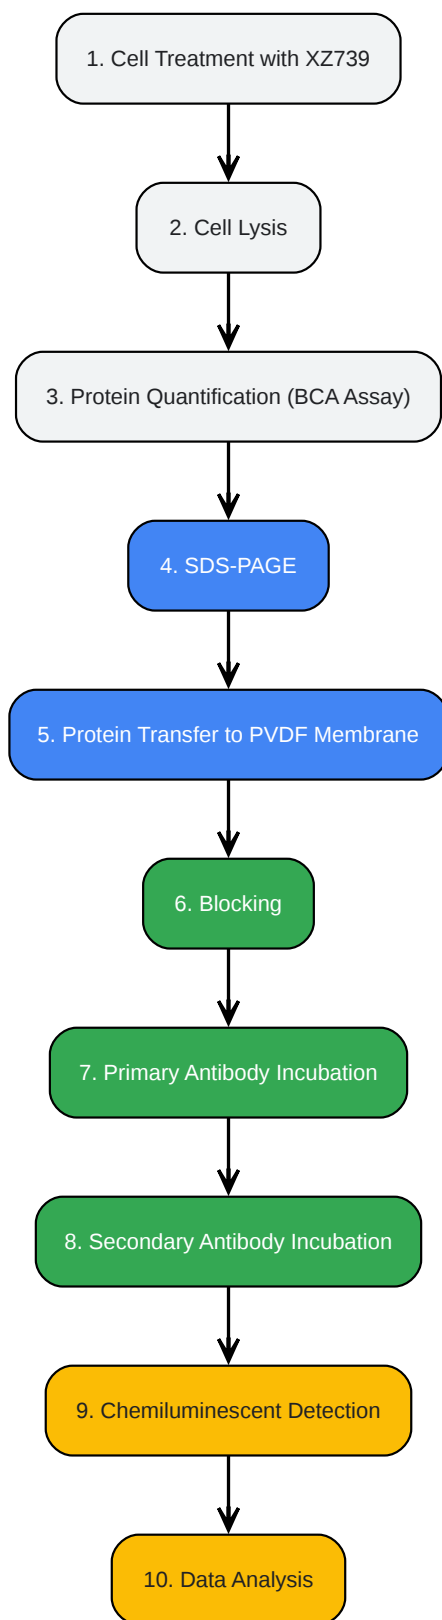 1. Cell Treatment with XZ739
2. Cell Lysis
3. Protein Quantification (BCA Assay)
4. SDS-PAGE
5. Protein Transfer to PVDF Membrane
6. Blocking
7. Primary Antibody Incubation
8. Secondary Antibody Incubation
9. Chemiluminescent Detection
10. Data Analysis